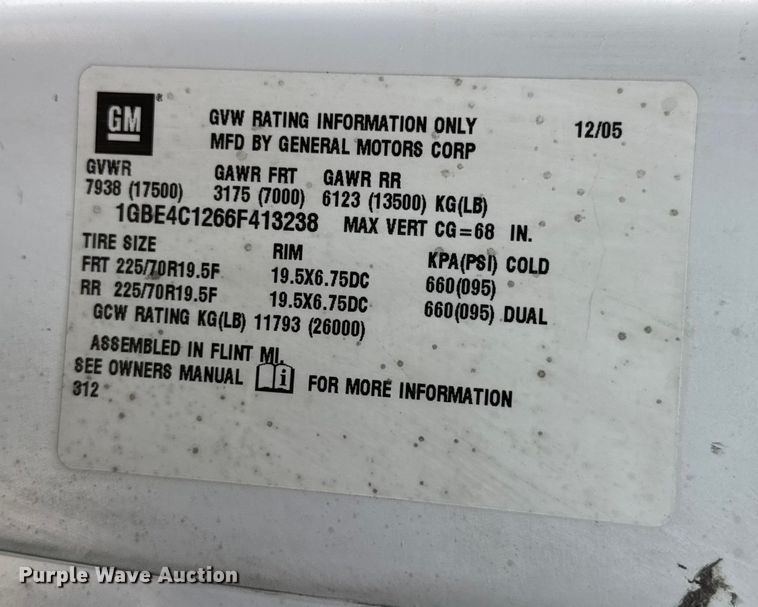 GM ®
GVW RATING INFORMATION ONLY 12/05
MFD BY GENERAL MOTORS CORP
GVWR GAWR FRT GAWR RR
7938 (17500) 3175 (7000) 6123 (13500) KG(LB)
1GBE4C1266F413238 MAX VERT CG=68 IN.
TIRE SIZE RIM KPA(PSI) COLD
FRT 225/70R19.5F 19.5X6.75DC 660(095)
RR 225/70R19.5F 19.5X6.75DC 660(095) DUAL
GCW RATING KG(LB) 11793 (26000)
ASSEMBLED IN FLINT MI.
SEE OWNERS MANUAL i FOR MORE INFORMATION
312
Purple Wave Auction